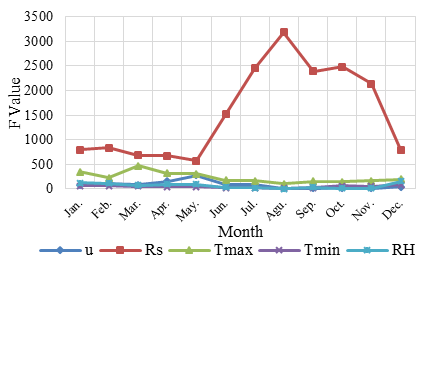 3500
3000
2500
2000
1500
1000
500
0
F Value
Jan. Feb. Mar. Apr. May. Jun. Jul. Agu. Sep. Oct. Nov. Dec.
Month
u Rs Tmax Tmin RH